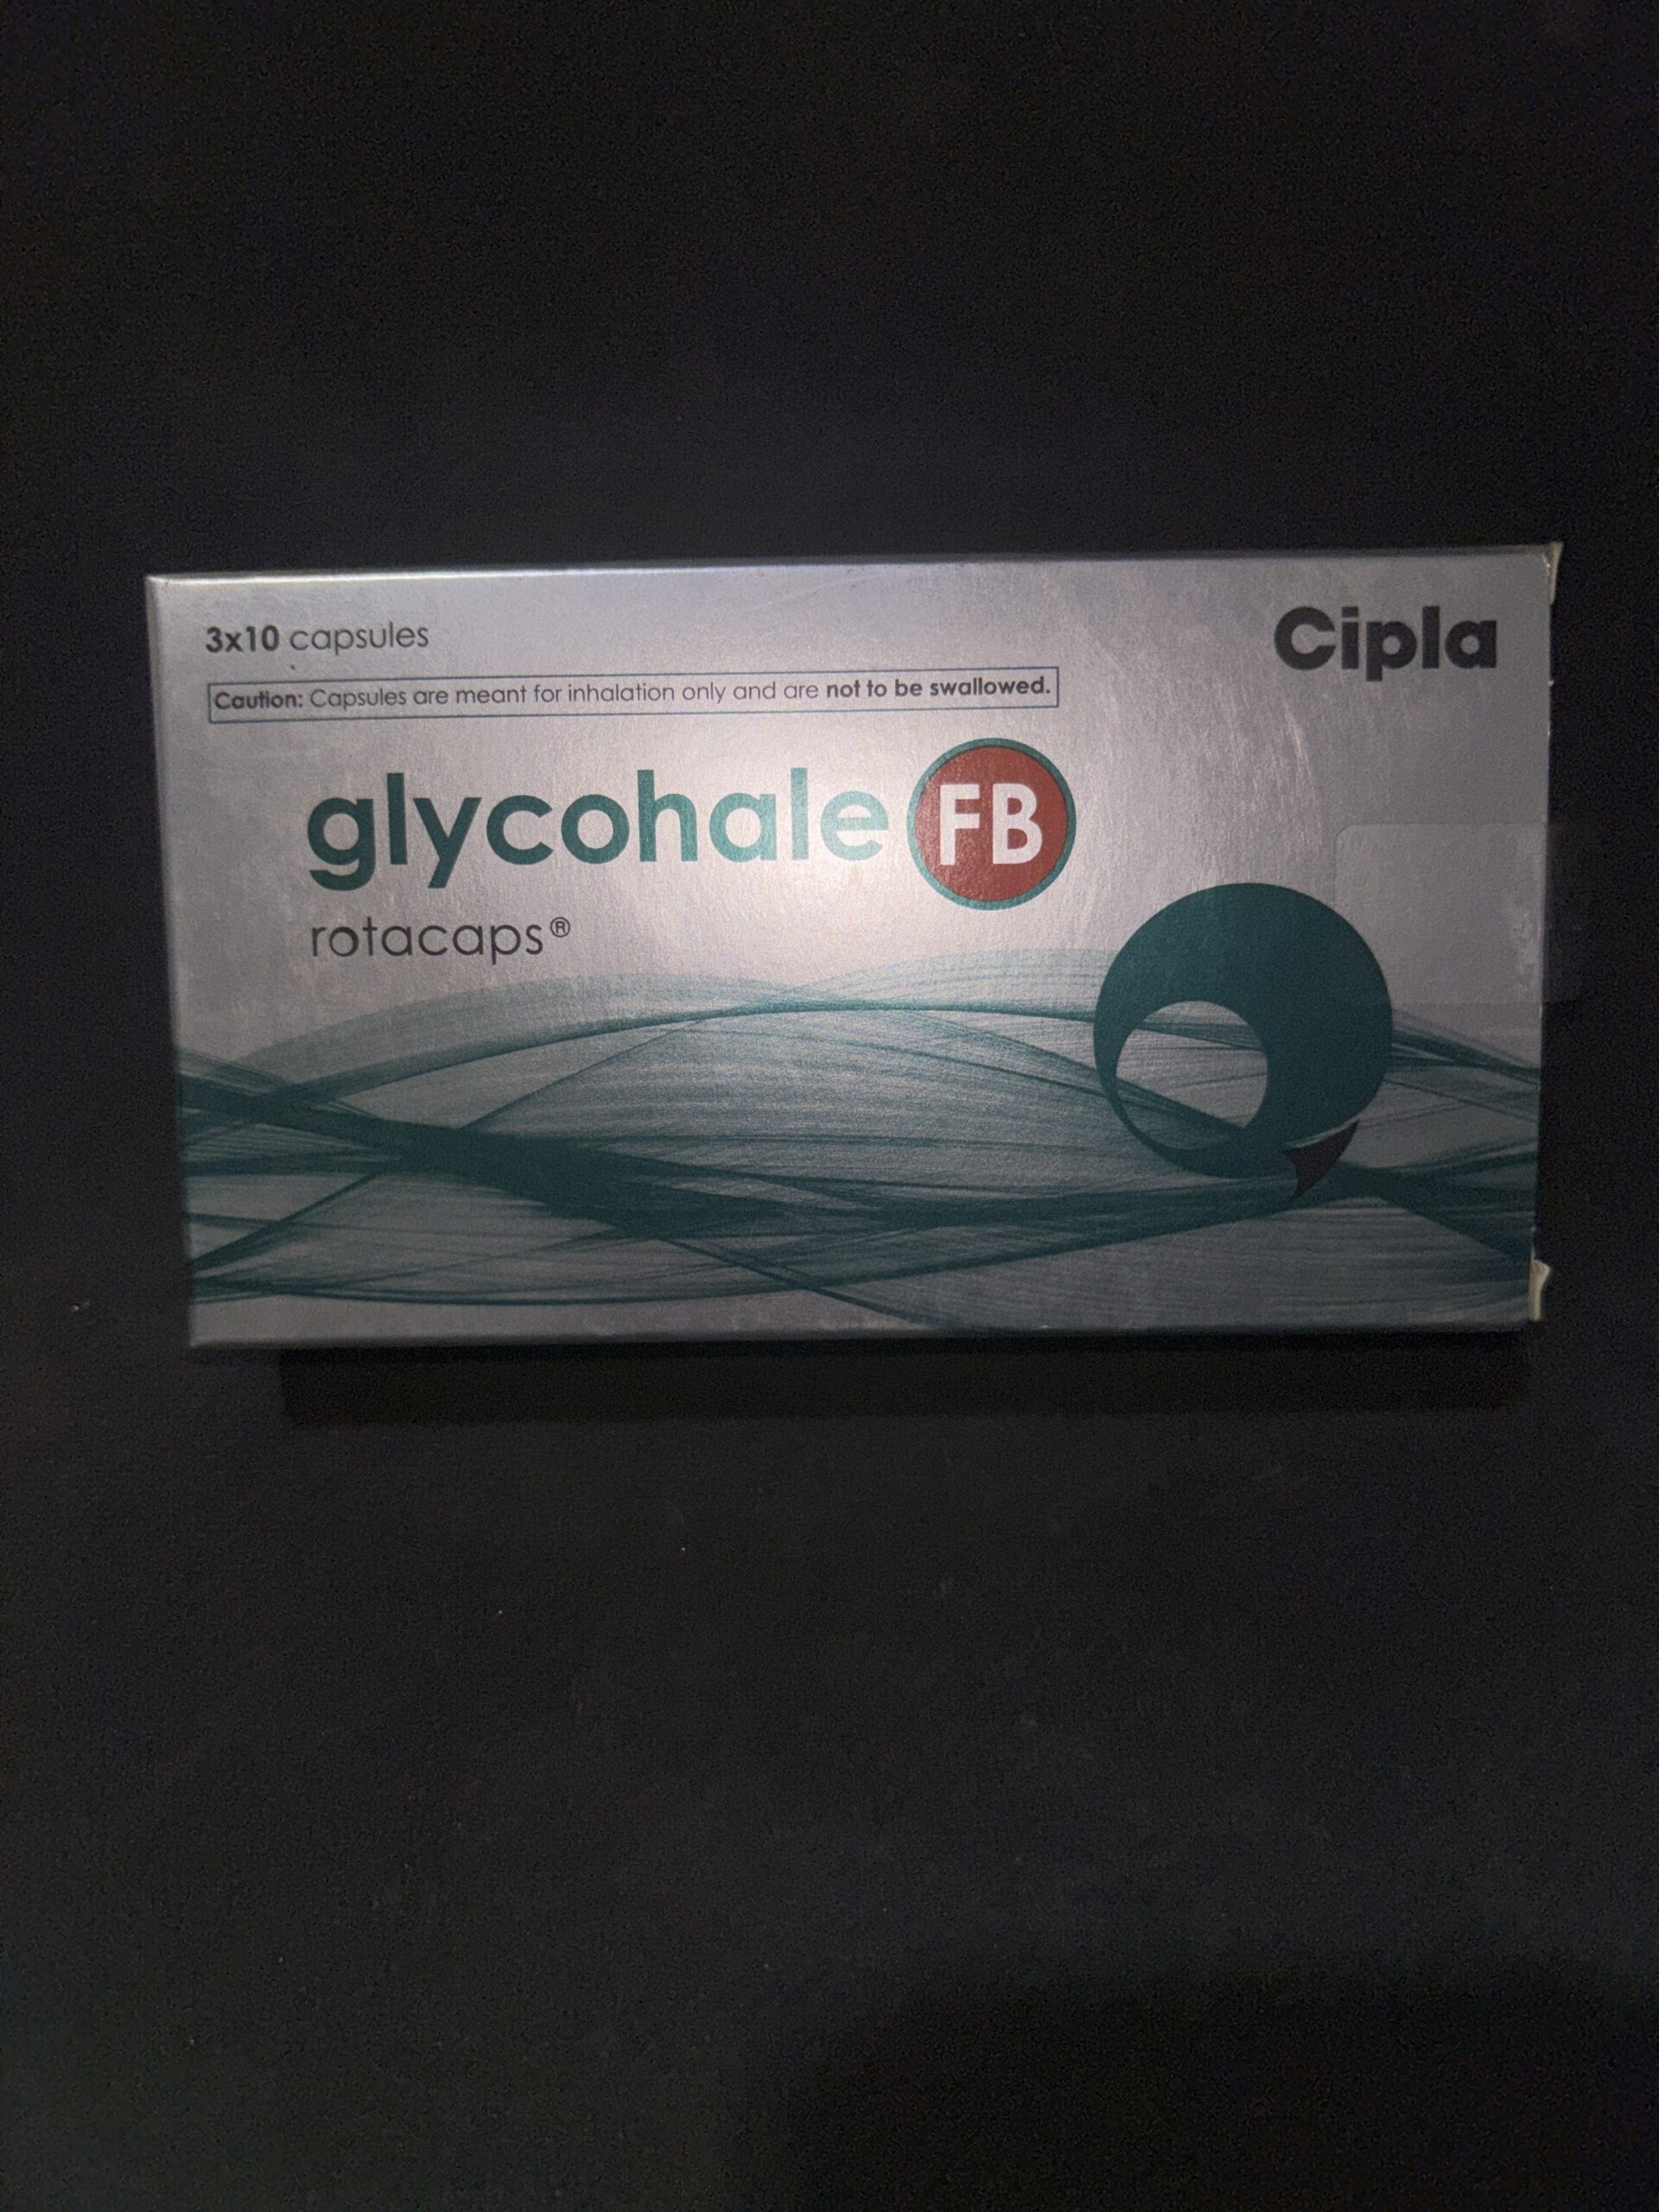 3x10 capsules
Cipla
Caution: Capsules are meant for inhalation only and are not to be swallowed.
glycohale FB
rotacaps®